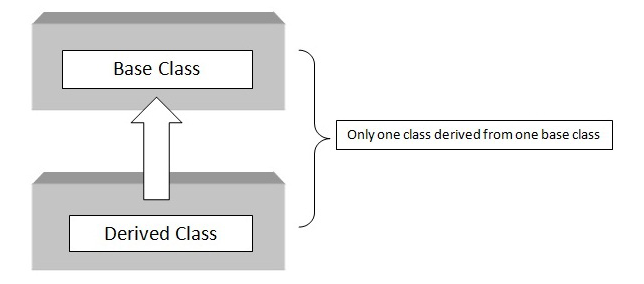 Base Class
Only one class derived from one base class
Derived Class